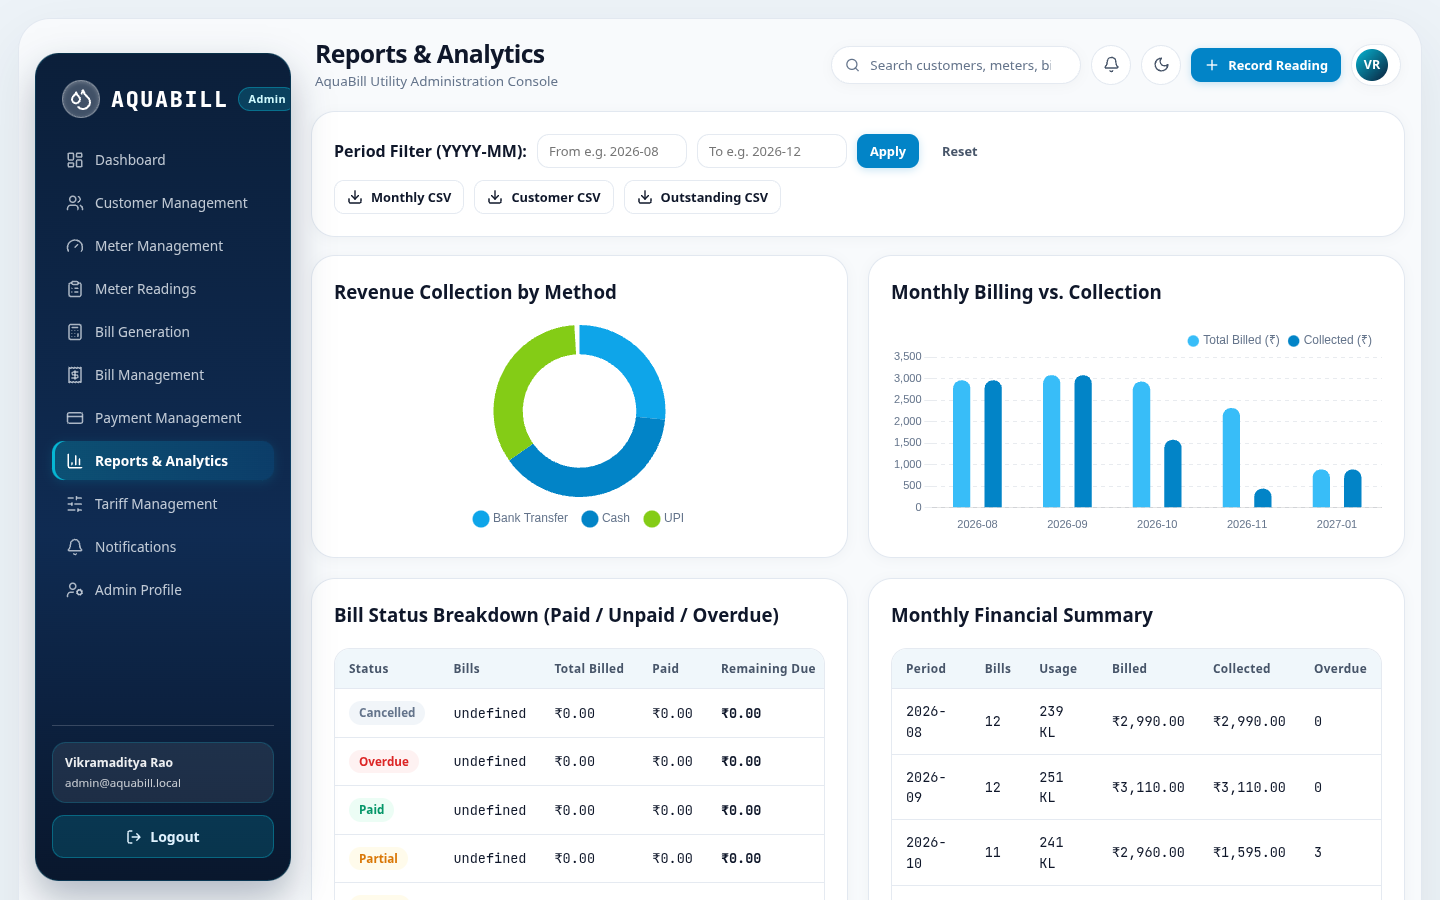 AQUABILL Admin
Dashboard
Customer Management
Meter Management
Meter Readings
Bill Generation
Bill Management
Payment Management
Reports & Analytics
Tariff Management
Notifications
Admin Profile
Vikramaditya Rao
admin@aquabill.local
Logout
Reports & Analytics
AquaBill Utility Administration Console
Search customers, meters, bi
Record Reading
VR
Period Filter (YYYY-MM): From e.g. 2026-08 To e.g. 2026-12 Apply Reset
Monthly CSV Customer CSV Outstanding CSV
Revenue Collection by Method
Bank Transfer Cash UPI
Monthly Billing vs. Collection
Total Billed (₹) Collected (₹)
3,500
3,000
2,500
2,000
1,500
1,000
500
0
2026-08 2026-09 2026-10 2026-11 2027-01
Bill Status Breakdown (Paid / Unpaid / Overdue)
Status Bills Total Billed Paid Remaining Due
Cancelled undefined ₹0.00 ₹0.00 ₹0.00
Overdue undefined ₹0.00 ₹0.00 ₹0.00
Paid undefined ₹0.00 ₹0.00 ₹0.00
Partial undefined ₹0.00 ₹0.00 ₹0.00
Monthly Financial Summary
Period Bills Usage Billed Collected Overdue
2026-08 12 239 KL ₹2,990.00 ₹2,990.00 0
2026-09 12 251 KL ₹3,110.00 ₹3,110.00 0
2026-10 11 241 KL ₹2,960.00 ₹1,595.00 3